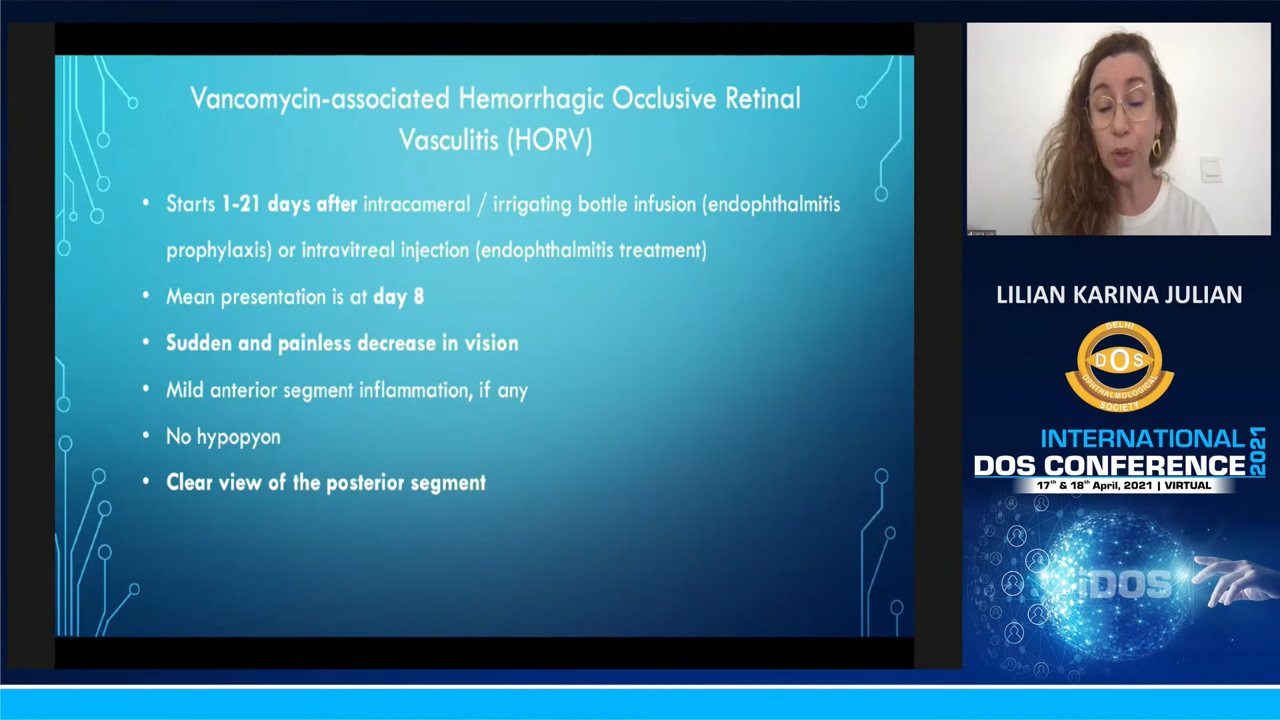 Vancomycin-associated Hemorrhagic Occlusive Retinal
Vasculitis (HORV)
• Starts 1-21 days after intracameral / irrigating bottle infusion (endophthalmitis
prophylaxis) or intravitreal injection (endophthalmitis treatment)
• Mean presentation is at day 8
• Sudden and painless decrease in vision
• Mild anterior segment inflammation, if any
• No hypopyon
• Clear view of the posterior segment
LILIAN KARINA JULIAN
DELHI
DOS
OPHTHALMOLOGICAL
SOCIETY
INTERNATIONAL
DOS CONFERENCE
2021
17th & 18th April, 2021 | VIRTUAL
iDOS